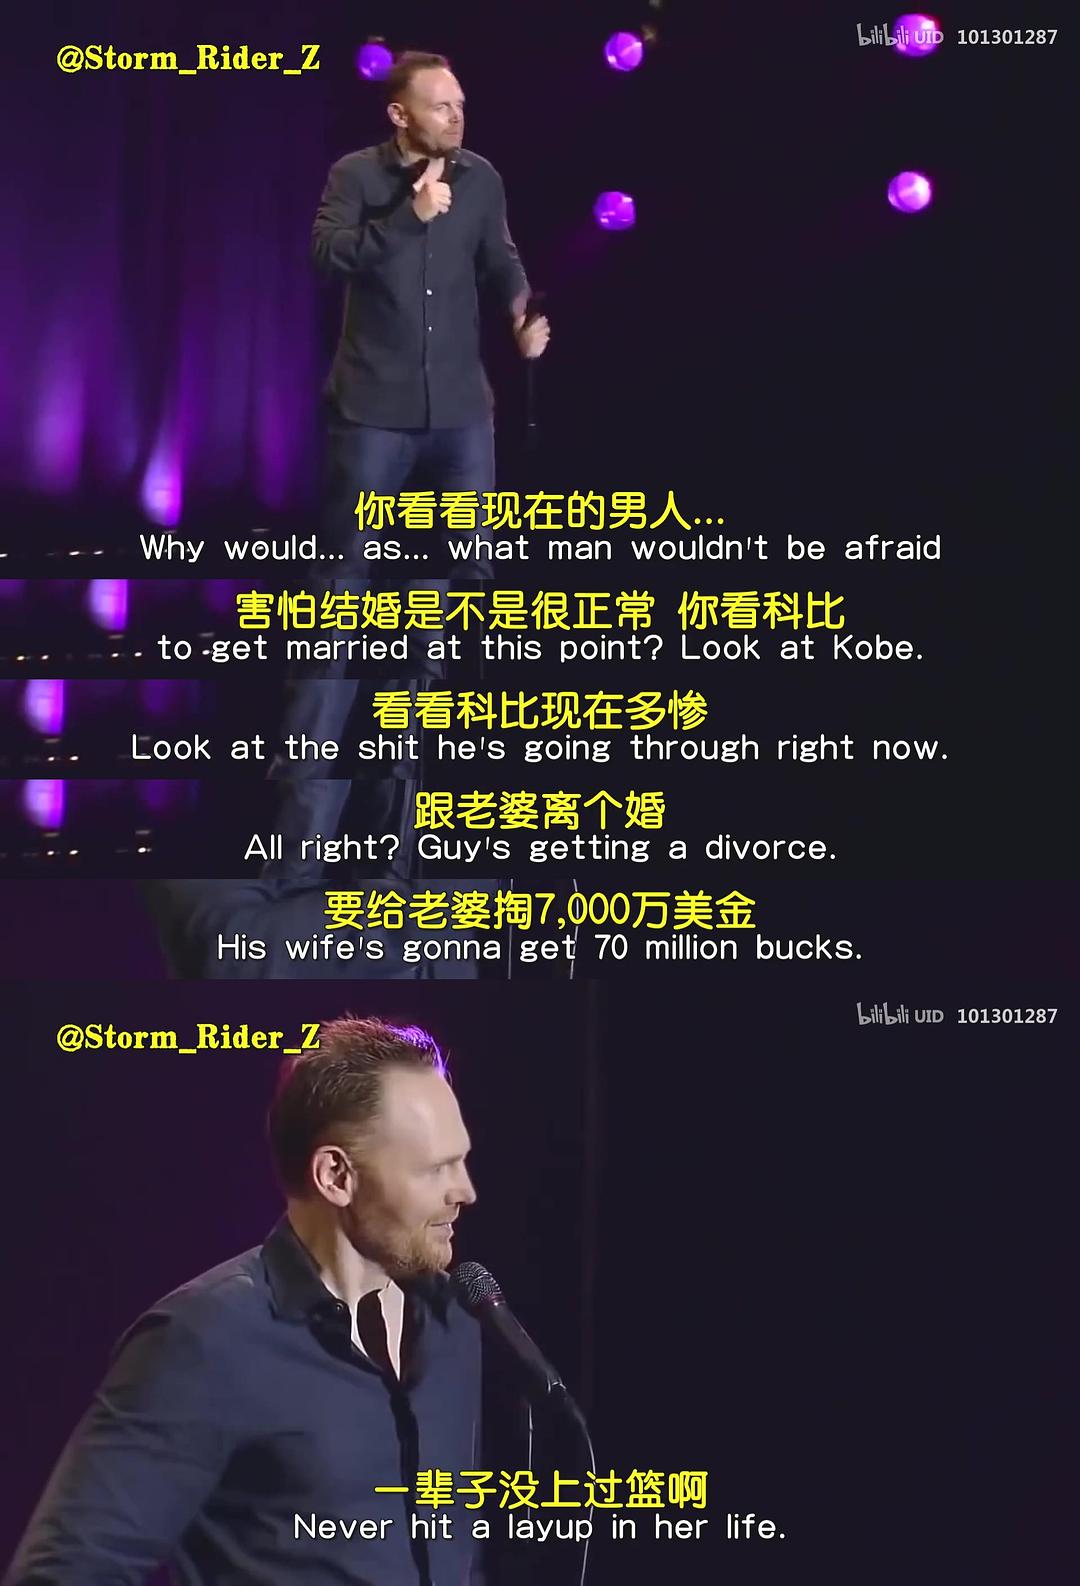 @Storm_Rider_Z
bilibili UID 101301287
你看看现在的男人...
Why would... as... what man wouldn't be afraid
害怕结婚是不是很正常 你看科比
to get married at this point? Look at Kobe.
看看科比现在多惨
Look at the shit he's going through right now.
跟老婆离个婚
All right? Guy's getting a divorce.
要给老婆掏7,000万美金
His wife's gonna get 70 million bucks.
@Storm_Rider_Z
bilibili UID 101301287
一辈子没上过篮啊
Never hit a layup in her life.